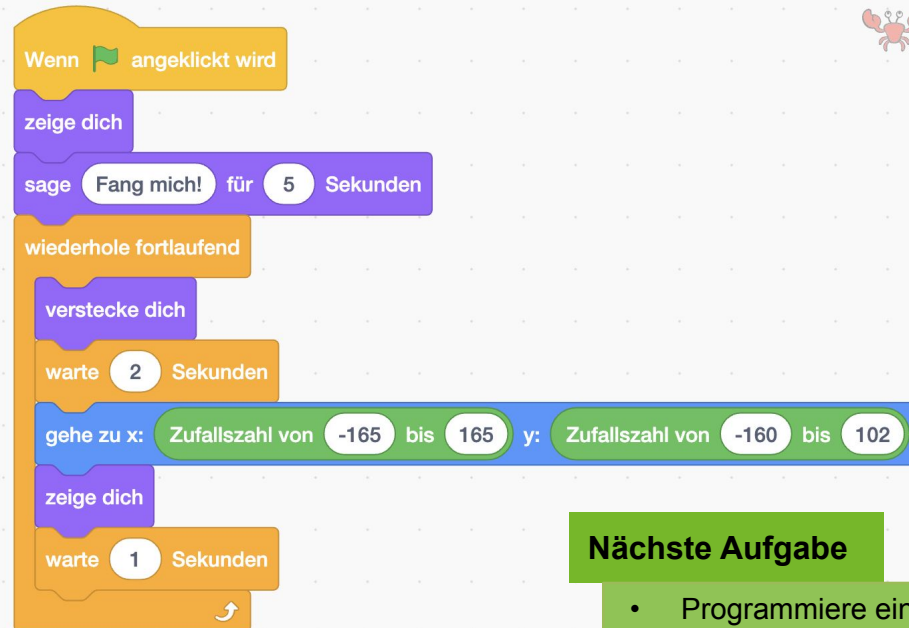 Wenn angeklickt wird
zeige dich
sage Fang mich! für 5 Sekunden
wiederhole fortlaufend
verstecke dich
warte 2 Sekunden
gehe zu x: Zufallszahl von -165 bis 165 y: Zufallszahl von -160 bis 102
zeige dich
warte 1 Sekunden
Nächste Aufgabe
• Programmiere ein